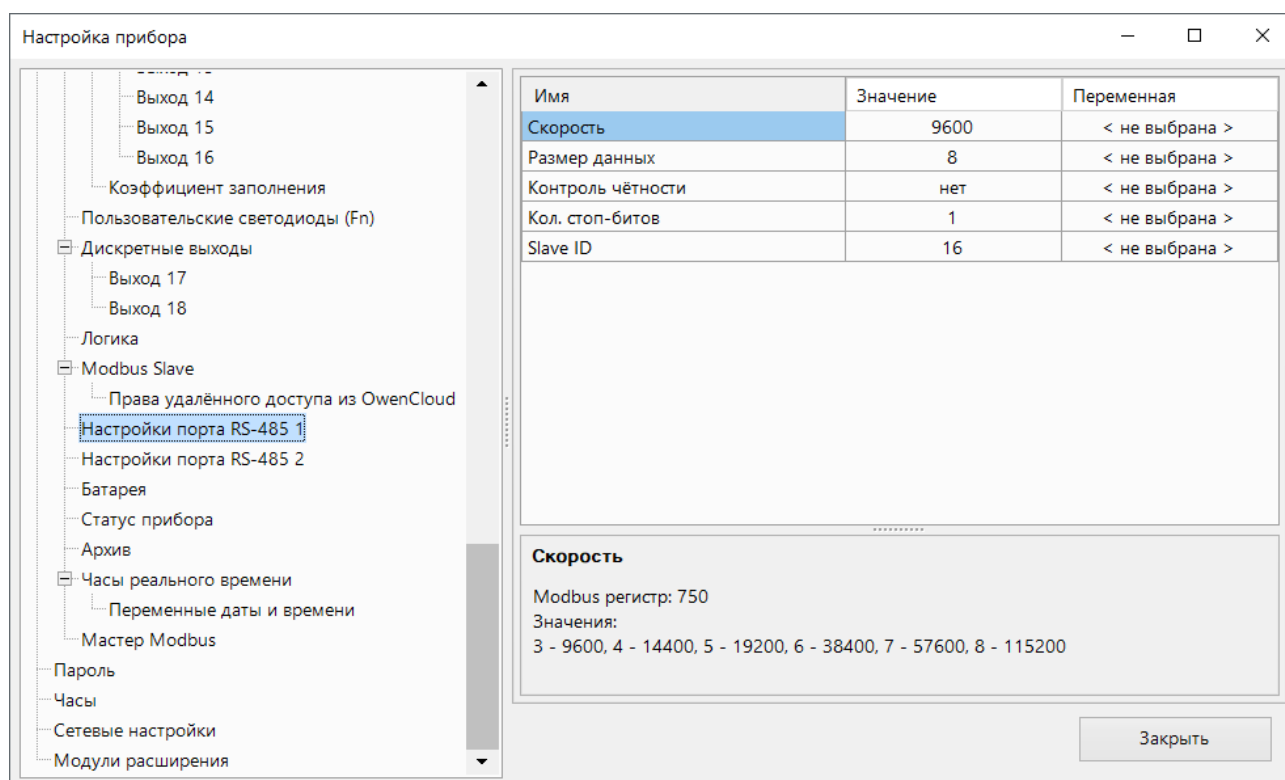 Настройка прибора
Выход 14
Выход 15
Выход 16
Коэффициент заполнения
Пользовательские светодиоды (Fn)
Дискретные выходы
Выход 17
Выход 18
Логика
Modbus Slave
Права удалённого доступа из OwenCloud
Настройки порта RS-485 1
Настройки порта RS-485 2
Батарея
Статус прибора
Архив
Часы реального времени
Переменные даты и времени
Мастер Modbus
Пароль
Часы
Сетевые настройки
Модули расширения
Имя Значение Переменная
Скорость 9600 < не выбрана >
Размер данных 8 < не выбрана >
Контроль чётности нет < не выбрана >
Кол. стоп-битов 1 < не выбрана >
Slave ID 16 < не выбрана >
Скорость
Modbus регистр: 750
Значения:
3 - 9600, 4 - 14400, 5 - 19200, 6 - 38400, 7 - 57600, 8 - 115200
Закрыть